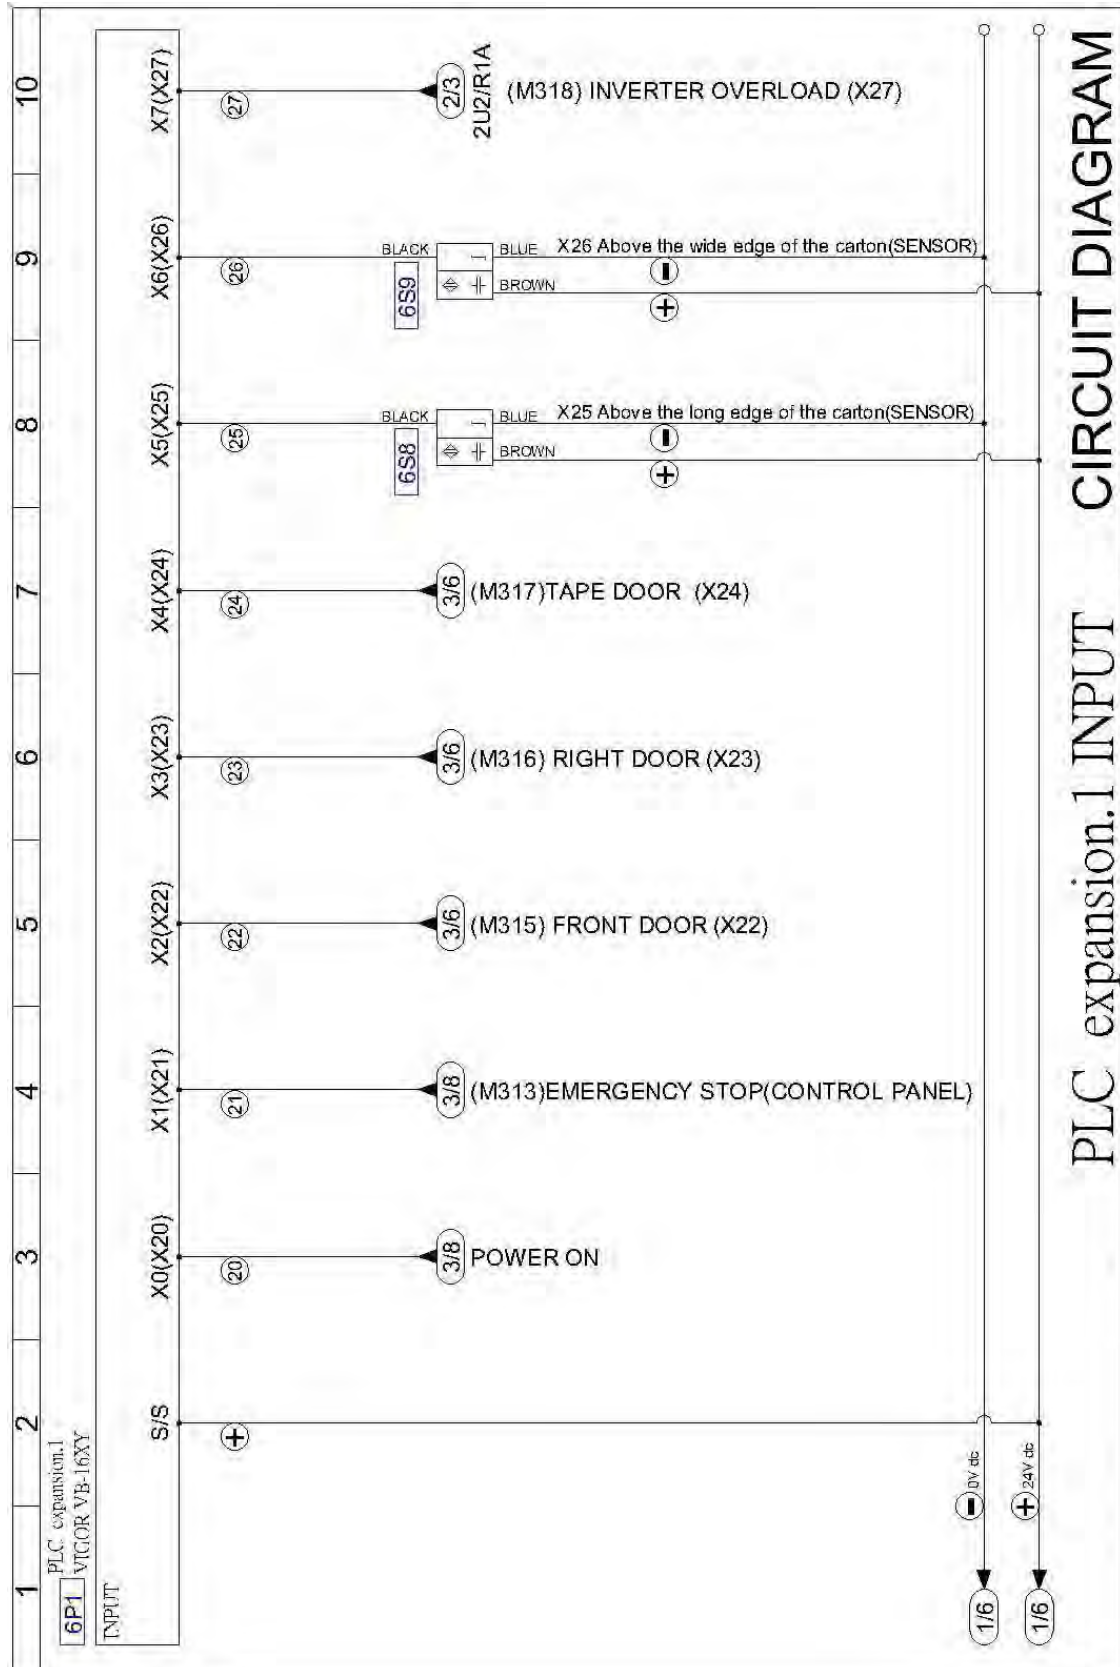 1 2 3 4 5 6 7 8 9 10
6P1
PLC expansion.1
VIGOR VB-16XY
INPUT
S/S X0(X20) X1(X21) X2(X22) X3(X23) X4(X24) X5(X25) X6(X26) X7(X27)
+ 20 21 22 23 24 25 26 27
3/8 POWER ON
3/8 (M313)EMERGENCY STOP(CONTROL PANEL)
3/6 (M315) FRONT DOOR (X22)
3/6 (M316) RIGHT DOOR (X23)
3/6 (M317)TAPE DOOR (X24)
6S8
BLACK
BLUE
BROWN
X25 Above the long edge of the carton(SENSOR)
−
+
6S9
BLACK
BLUE
BROWN
X26 Above the wide edge of the carton(SENSOR)
−
+
2/3
2U2/R1A
(M318) INVERTER OVERLOAD (X27)
1/6 − 0V dc
1/6 + 24V dc
PLC expansion.1 INPUT CIRCUIT DIAGRAM